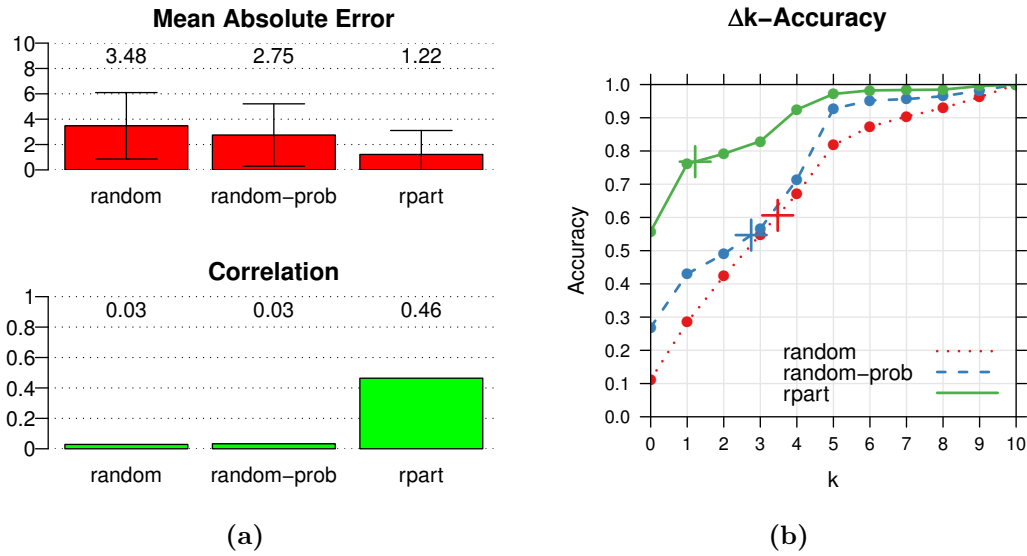 Mean Absolute Error
10
8
6
4
2
0
3.48 2.75 1.22
random random−prob rpart
Correlation
1
0.8
0.6
0.4
0.2
0
0.03 0.03 0.46
random random−prob rpart
(a)
Δk−Accuracy
Accuracy
1.0
0.9
0.8
0.7
0.6
0.5
0.4
0.3
0.2
0.1
0.0
random
random−prob
rpart
0 1 2 3 4 5 6 7 8 9 10
k
(b)